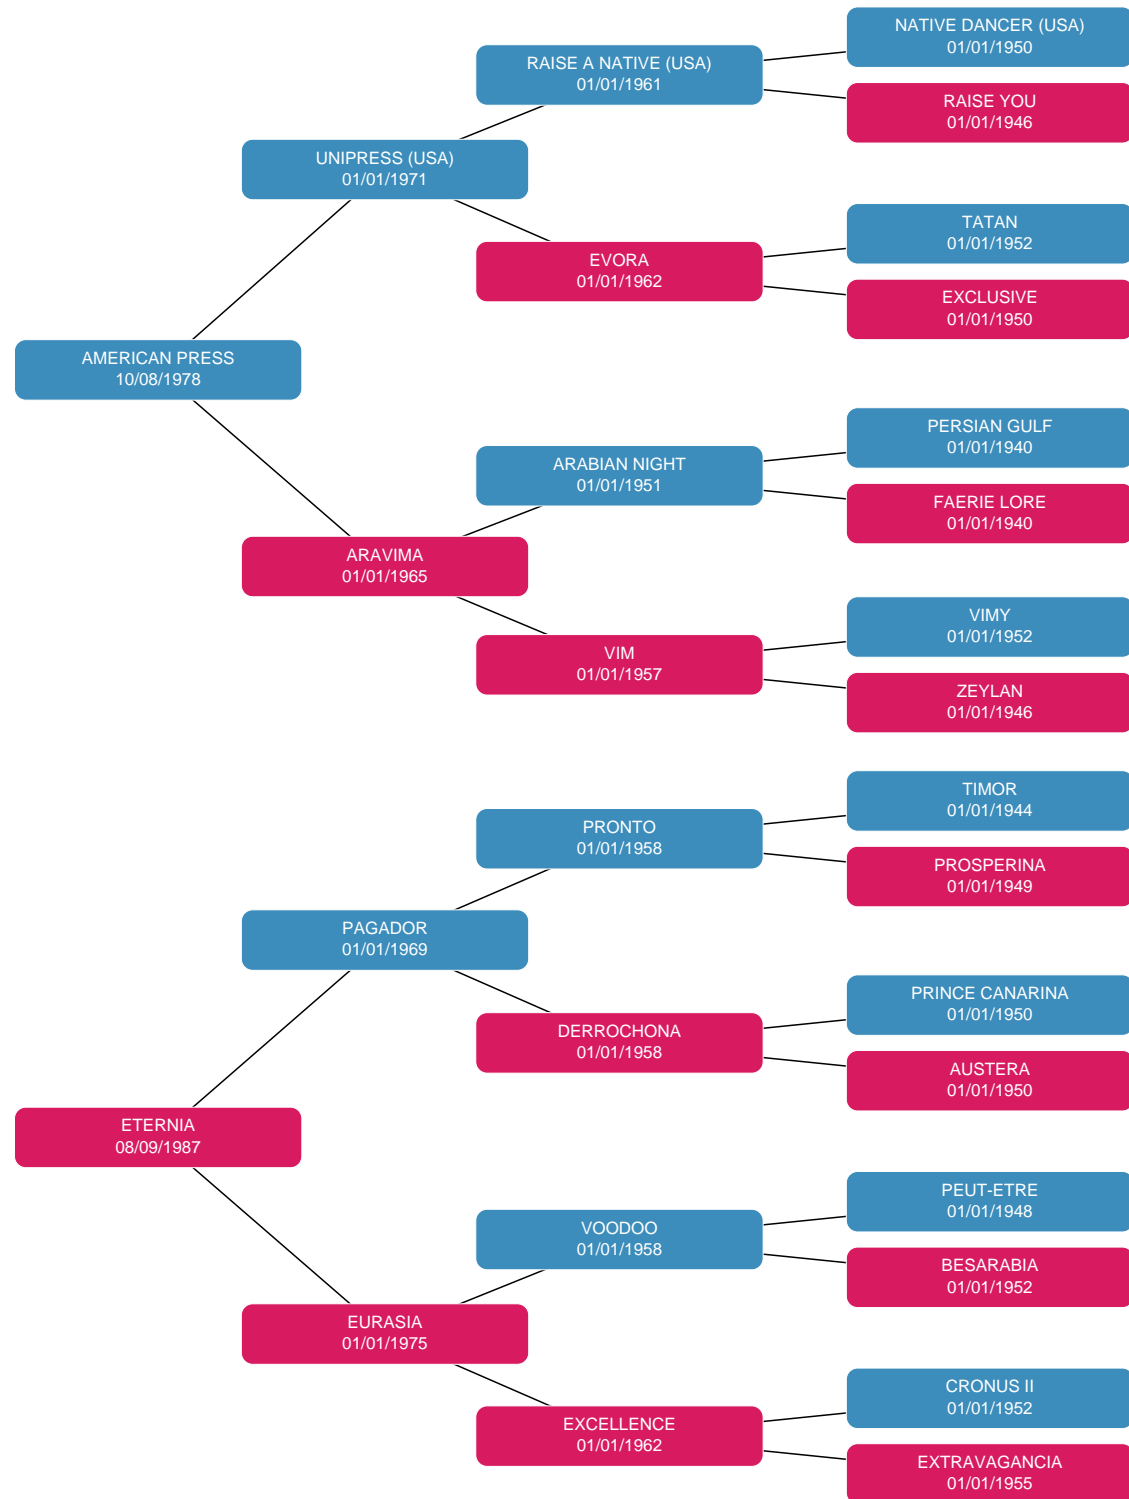 NATIVE DANCER (USA)
01/01/1950
RAISE A NATIVE (USA)
01/01/1961
RAISE YOU
01/01/1946
UNIPRESS (USA)
01/01/1971
TATAN
01/01/1952
EVORA
01/01/1962
EXCLUSIVE
01/01/1950
AMERICAN PRESS
10/08/1978
PERSIAN GULF
01/01/1940
ARABIAN NIGHT
01/01/1951
FAERIE LORE
01/01/1940
ARAVIMA
01/01/1965
VIMY
01/01/1952
VIM
01/01/1957
ZEYLAN
01/01/1946
TIMOR
01/01/1944
PRONTO
01/01/1958
PROSPERINA
01/01/1949
PAGADOR
01/01/1969
PRINCE CANARINA
01/01/1950
DERROCHONA
01/01/1958
AUSTERA
01/01/1950
ETERNIA
08/09/1987
PEUT-ETRE
01/01/1948
VOODOO
01/01/1958
BESARABIA
01/01/1952
EURASIA
01/01/1975
CRONUS II
01/01/1952
EXCELLENCE
01/01/1962
EXTRAVAGANCIA
01/01/1955